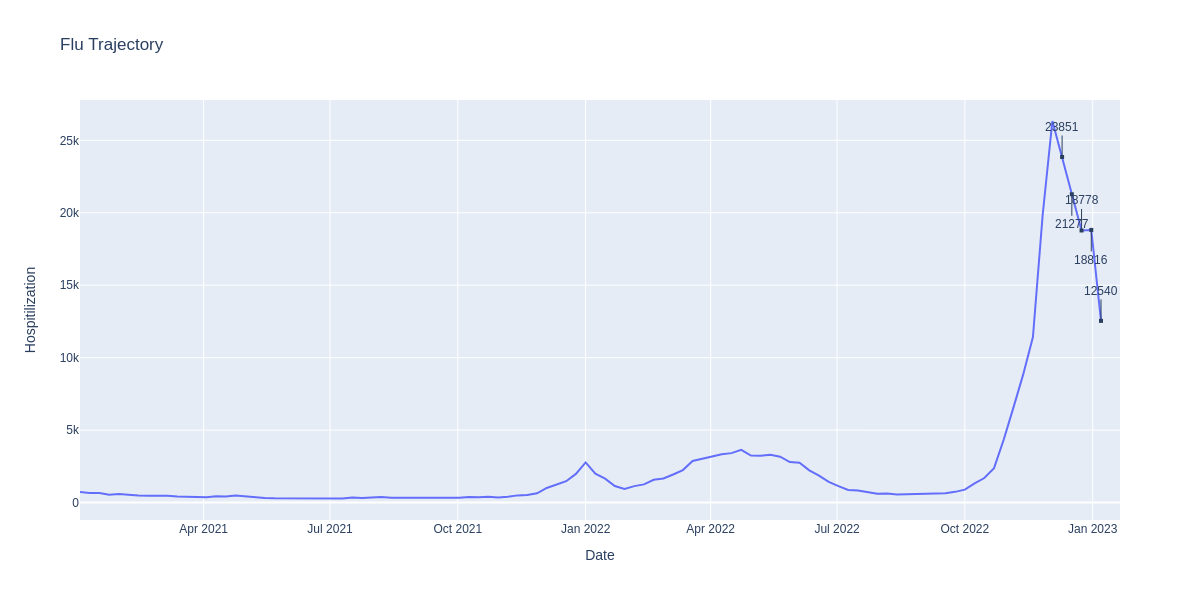 Flu Trajectory
25k
20k
15k
10k
5k
0
Hospitilization
23851
18778
21277
18816
12540
Apr 2021
Jul 2021
Oct 2021
Jan 2022
Apr 2022
Jul 2022
Oct 2022
Jan 2023
Date